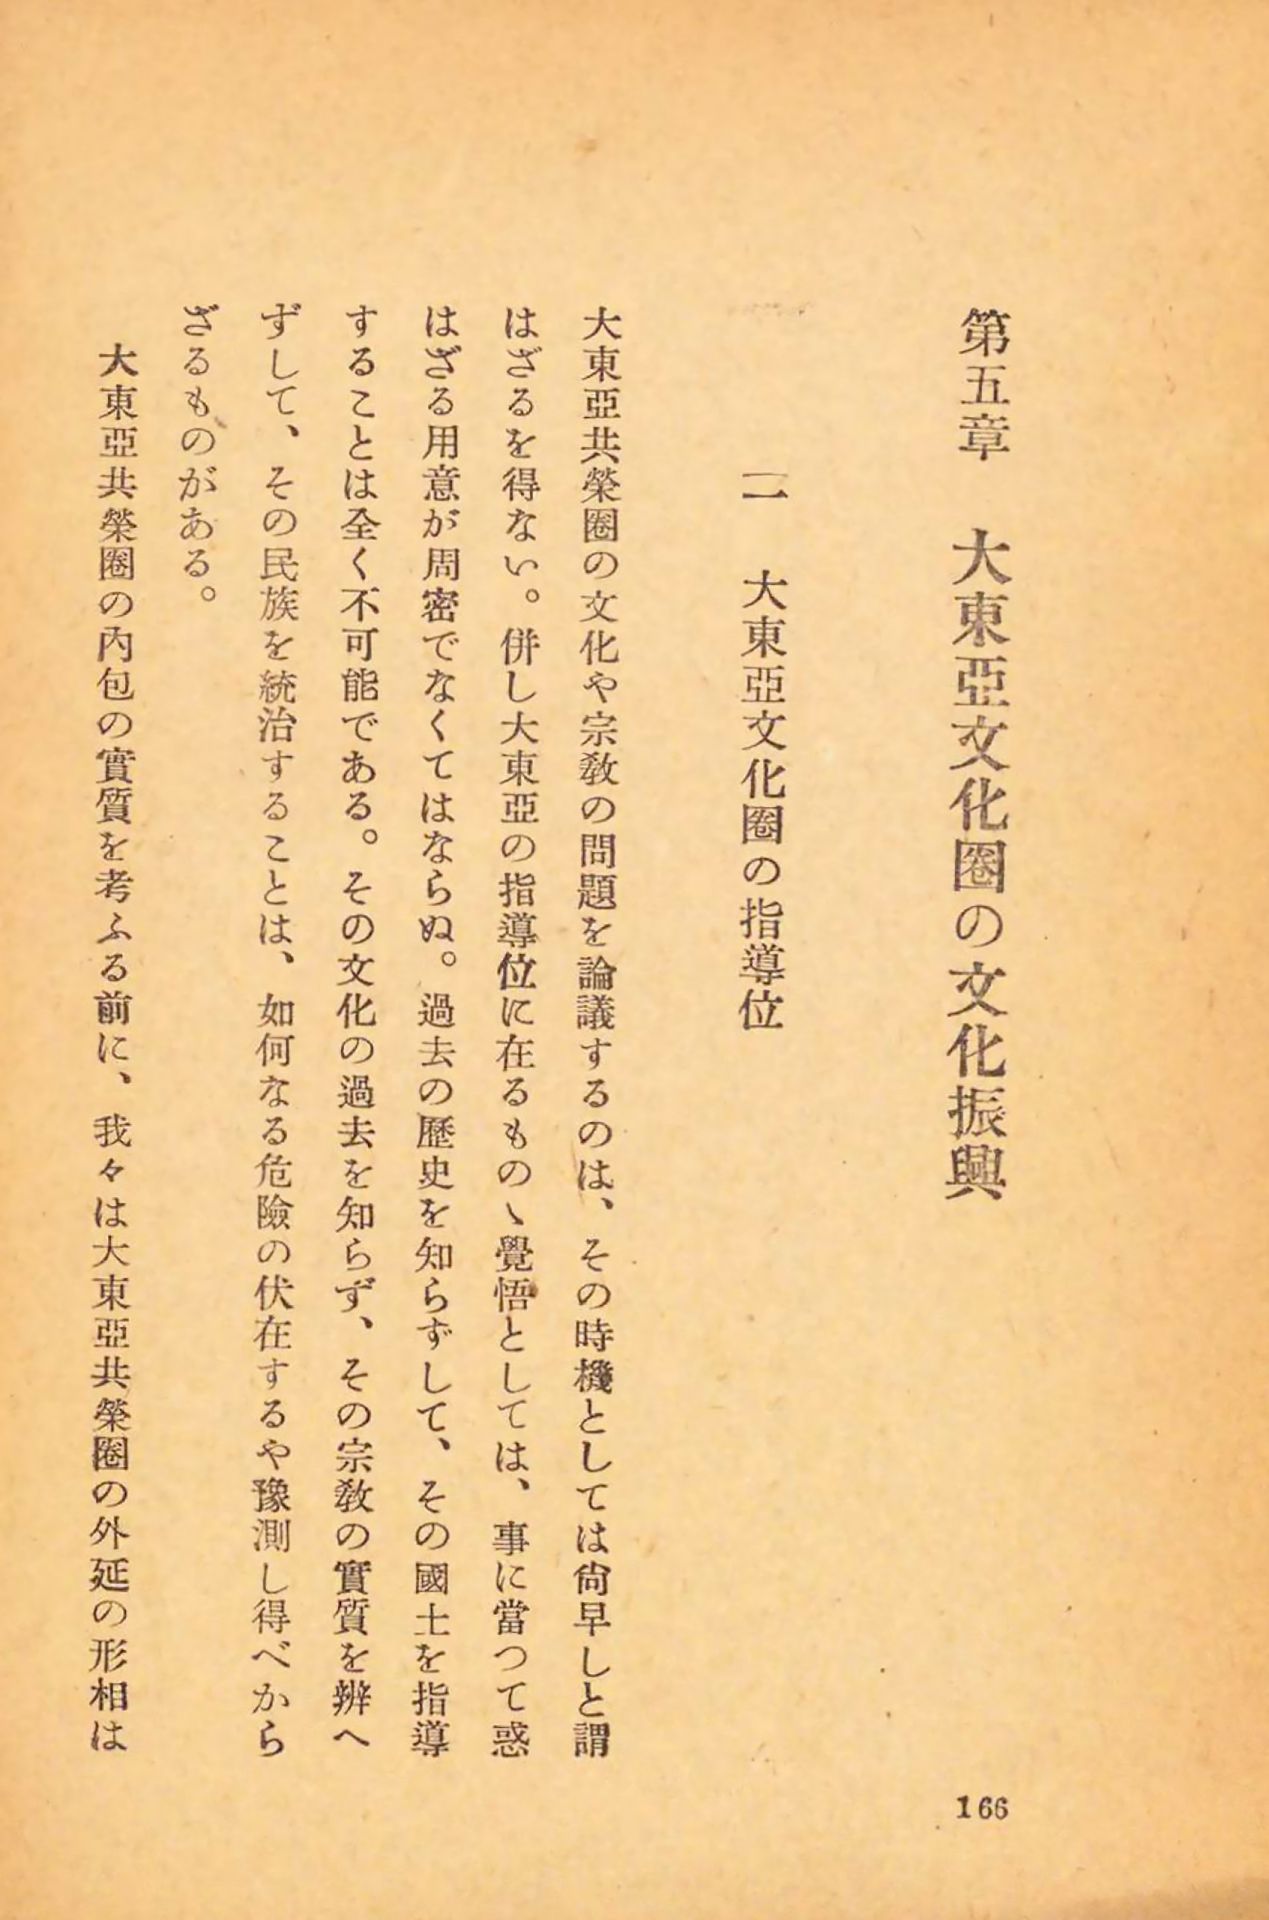 第五章　大東亞文化圈の文化振興
一　大東亞文化圈の指導位
大東亞共榮圈の文化や宗教の問題を論議するのは、その時機としては尙早しと謂
はざるを得ない。併し大東亞の指導位に在るものゝ覺悟としては、事に當つて惑
はざる用意が周密でなくてはならぬ。過去の歷史を知らずして、その國土を指導
することは全く不可能である。その文化の過去を知らず、その宗教の實質を辨へ
ずして、その民族を統治することは、如何なる危險の伏在するや豫測し得べから
ざるものがある。
大東亞共榮圈の內包の實質を考ふる前に、我々は大東亞共榮圈の外延の形相は
166